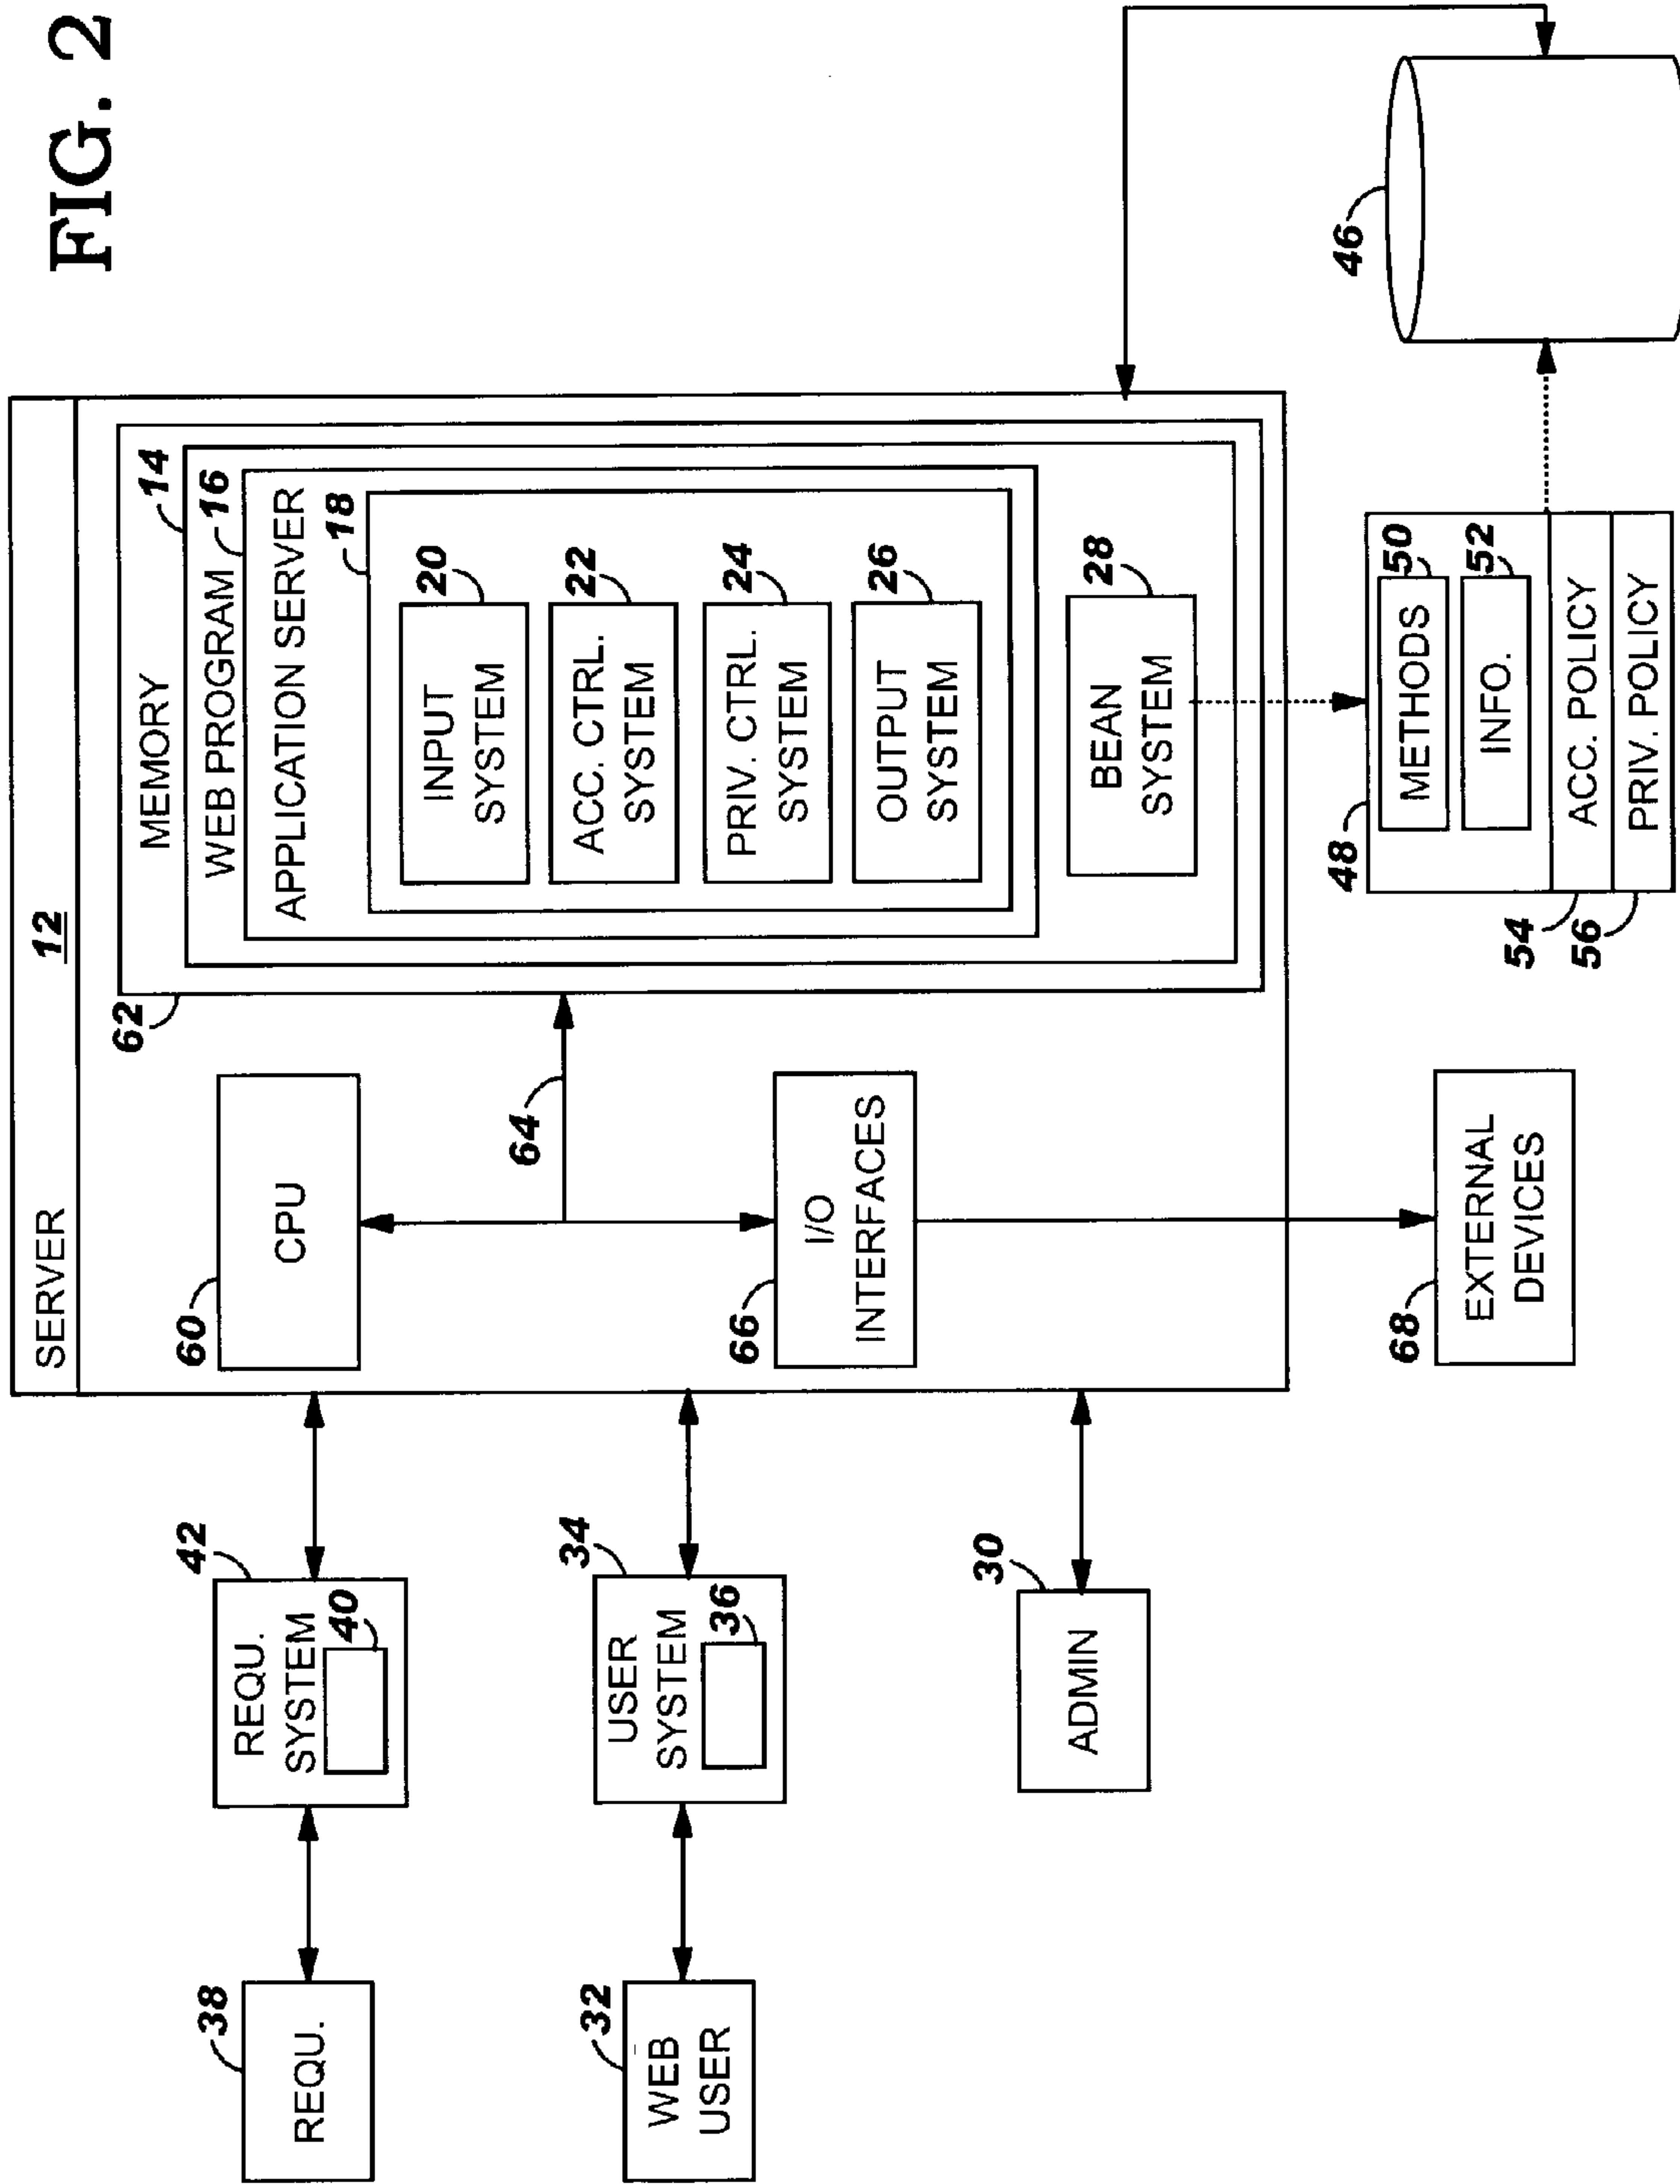 FIG. 2
SERVER
12
MEMORY
14
WEB PROGRAM
16
APPLICATION SERVER
18
INPUT
SYSTEM
20
ACC. CTRL.
SYSTEM
22
PRIV. CTRL.
SYSTEM
24
OUTPUT
SYSTEM
26
BEAN
SYSTEM
28
62
60
CPU
64
66
I/O
INTERFACES
68
EXTERNAL
DEVICES
38
REQU.
42
REQU.
SYSTEM
40
32
WEB
USER
34
USER
SYSTEM
36
30
ADMIN
46
48
METHODS
50
INFO.
52
54
ACC. POLICY
56
PRIV. POLICY